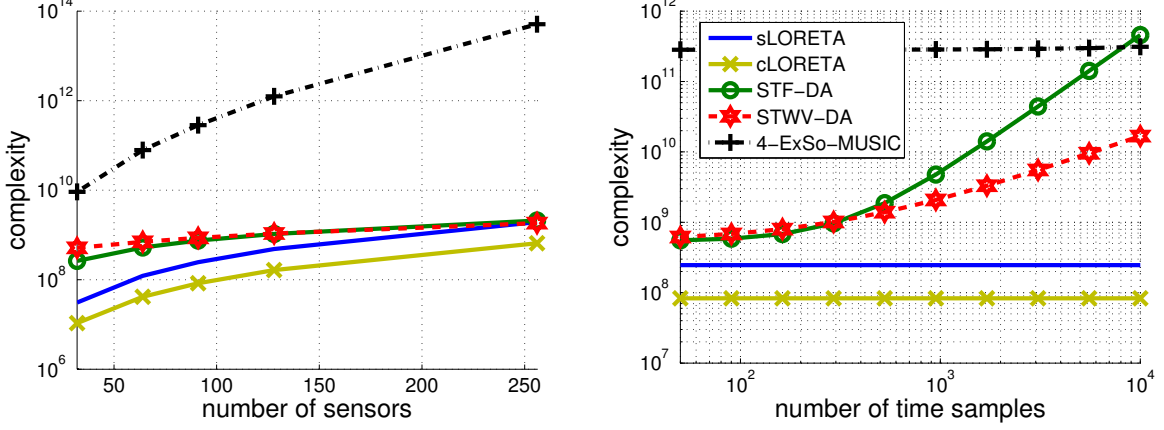 10^14
10^12
10^10
10^8
10^6
complexity
50
100
150
200
250
number of sensors
10^12
10^11
10^10
10^9
10^8
10^7
complexity
sLORETA
cLORETA
STF−DA
STWV−DA
4−ExSo−MUSIC
10^2
10^3
10^4
number of time samples